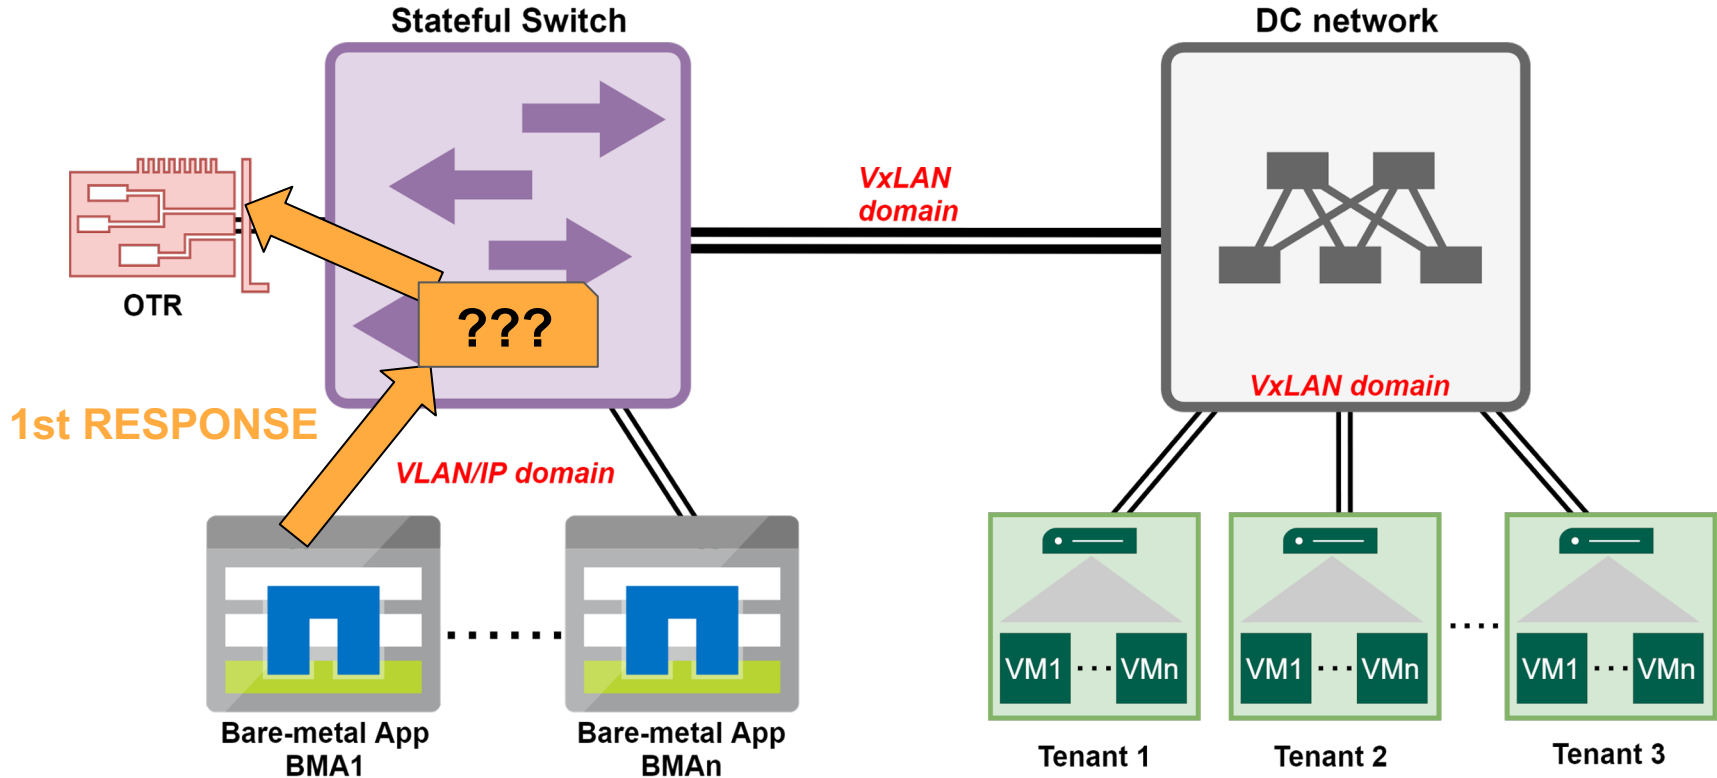 Stateful Switch
DC network
VxLAN
domain
OTR
???
VxLAN domain
1st RESPONSE
VLAN/IP domain
VM1
VMn
VM1
VMn
VM1
VMn
Bare-metal App
BMA1
Bare-metal App
BMAn
Tenant 1
Tenant 2
Tenant 3